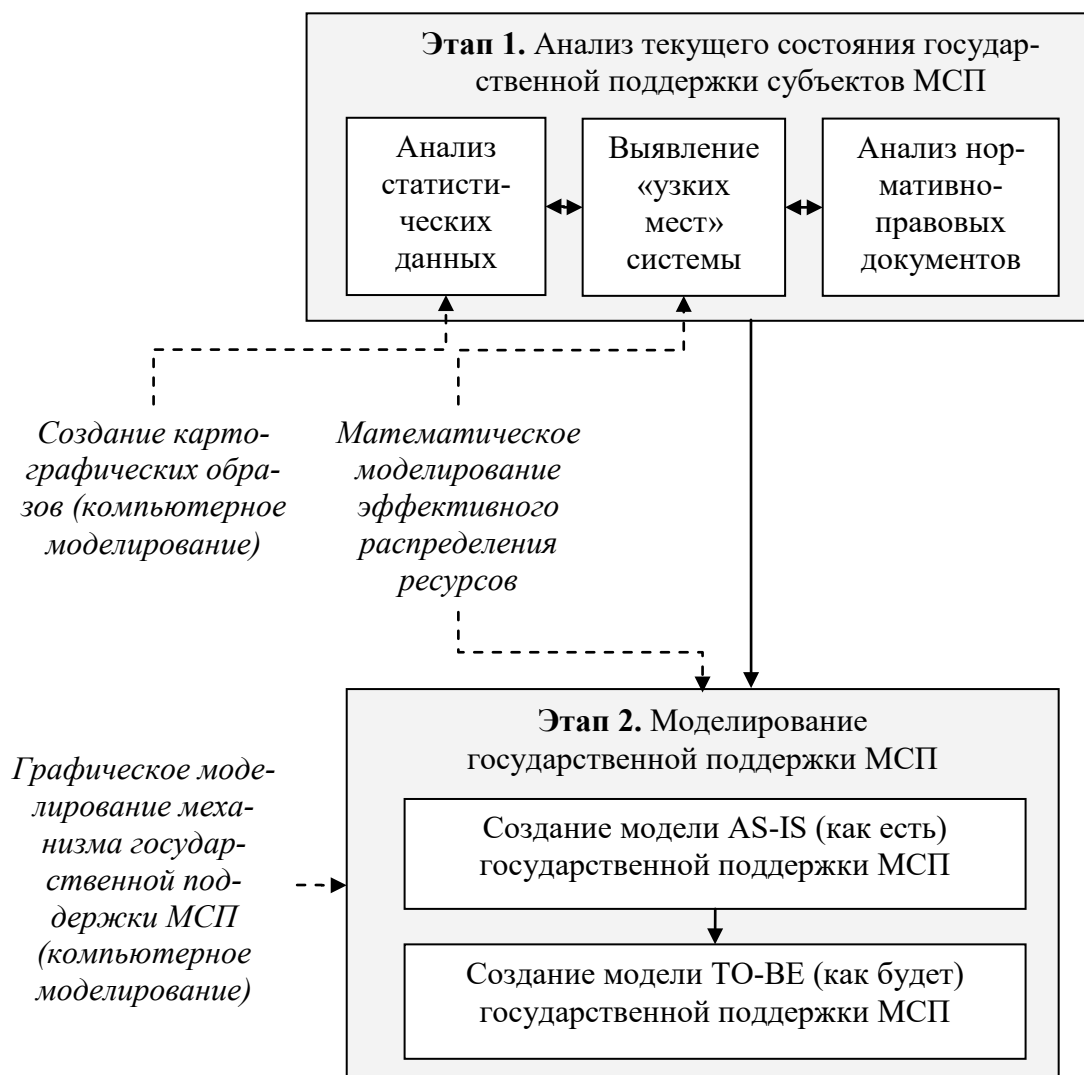 Этап 1. Анализ текущего состояния государ-
ственной поддержки субъектов МСП
Анализ
статисти-
ческих
данных
Выявление
«узких
мест»
системы
Анализ нор-
мативно-
правовых
документов
Создание карто-
графических обра-
зов (компьютерное
моделирование)
Математическое
моделирование
эффективного
распределения
ресурсов
Этап 2. Моделирование
государственной поддержки МСП
Графическое моде-
лирование меха-
низма государ-
ственной под-
держки МСП
(компьютерное
моделирование)
Создание модели AS-IS (как есть)
государственной поддержки МСП
Создание модели TO-BE (как будет)
государственной поддержки МСП